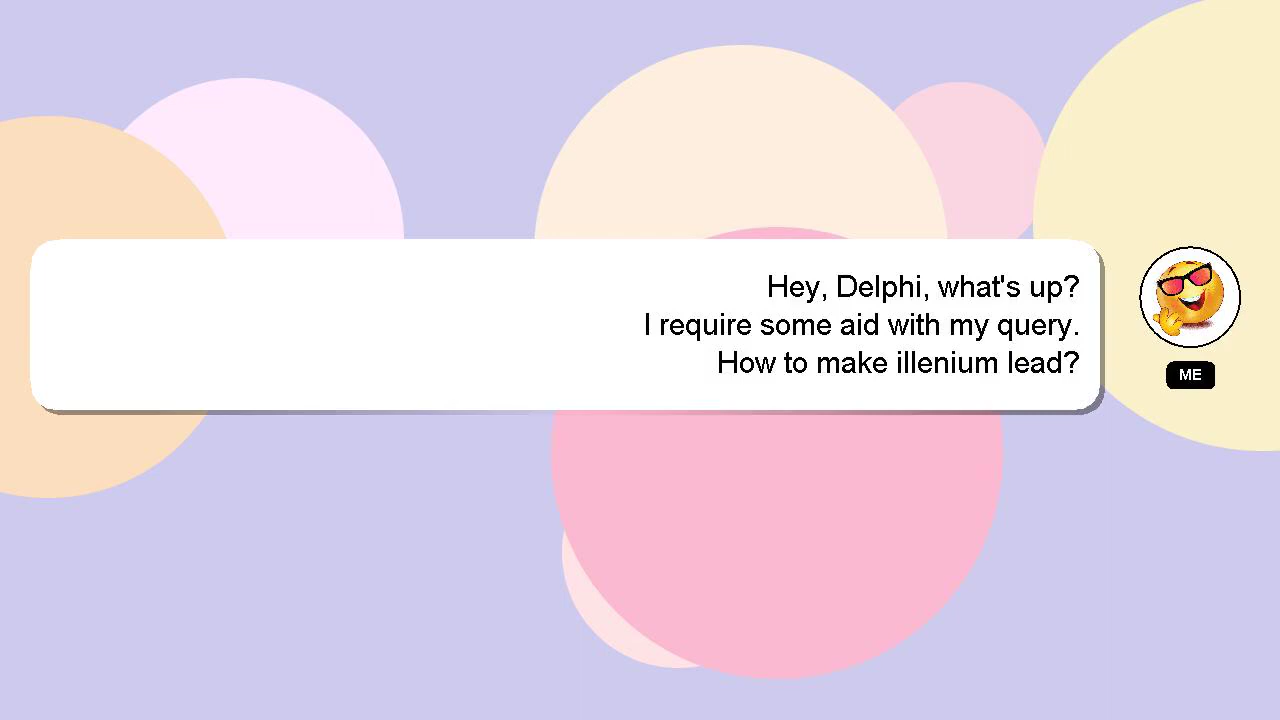 Hey, Delphi, what's up?
I require some aid with my query.
How to make illenium lead?
ME